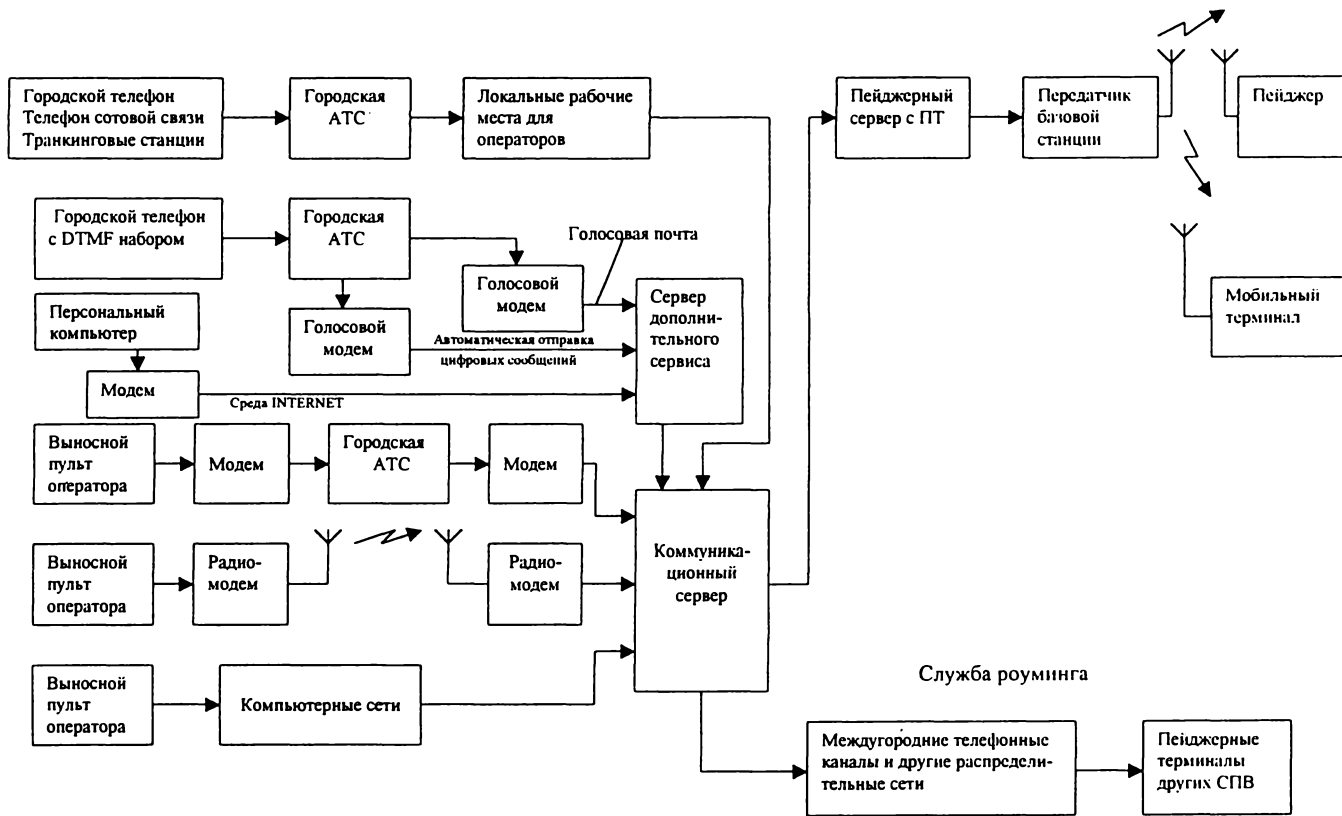 Городской телефон
Телефон сотовой связи
Транкинговые станции
Городская
АТС
Локальные рабочие
места для
операторов
Пейджерный
сервер с ПТ
Передатчик
базовой
станции
Пейджер
Городской телефон
с DTMF набором
Городская
АТС
Голосовая почта
Голосовой
модем
Сервер
дополни-
тельного
сервиса
Мобильный
терминал
Персональный
компьютер
Голосовой
модем
Автоматическая отправка
цифровых сообщений
Модем
Среда INTERNET
Выносной
пульт
оператора
Модем
Городская
АТС
Модем
Коммуника-
ционный
сервер
Выносной
пульт
оператора
Радио-
модем
Радио-
модем
Выносной
пульт
оператора
Компьютерные сети
Служба роуминга
Междугородние телефонные
каналы и другие распредели-
тельные сети
Пейджерные
терминалы
других СПВ